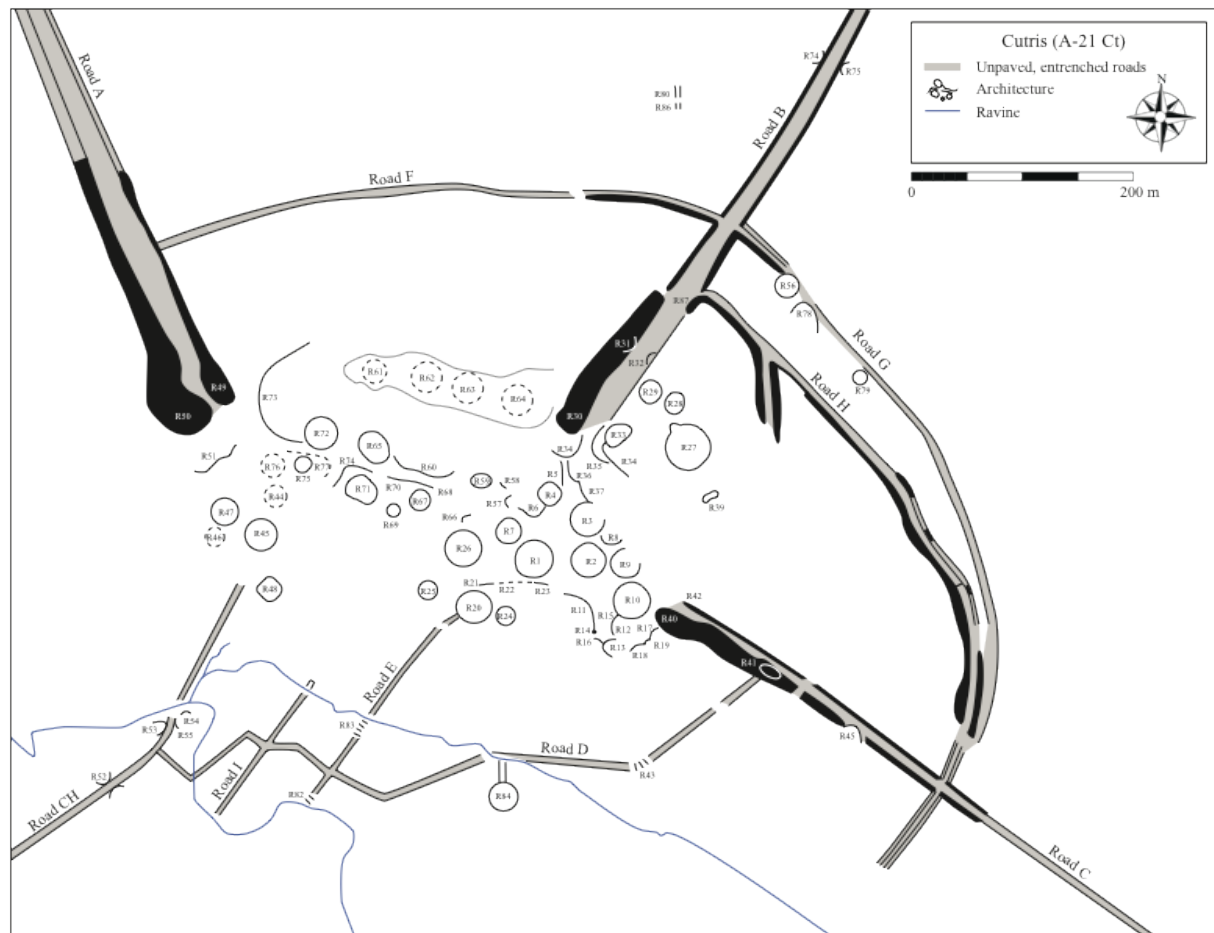 Cutris (A-21 Ct)
Unpaved, entrenched roads
Architecture
Ravine
N
0 200 m
Road A
R74
R75
R80
R86
Road B
Road F
R56
R87
R78
R31
R32
Road G
R61
R62
R63
R64
R49
R29
R79
R28
Road H
R73
R50
R30
R72
R33
R65
R34
R27
R51
R35
R34
R76
R77
R74
R60
R5
R36
R75
R59
R58
R71
R70
R68
R4
R37
R44
R67
R57
R6
R39
R47
R69
R66
R3
R46
R45
R7
R8
R26
R1
R2
R9
R48
R25
R21
R22
R23
R42
R20
R24
R11
R15
R10
R40
R14
R12
R17
R16
R13
R18
R19
Road E
R41
R54
R53
R55
R83
R45
Road D
R52
Road I
R43
R82
R84
Road CH
Road C